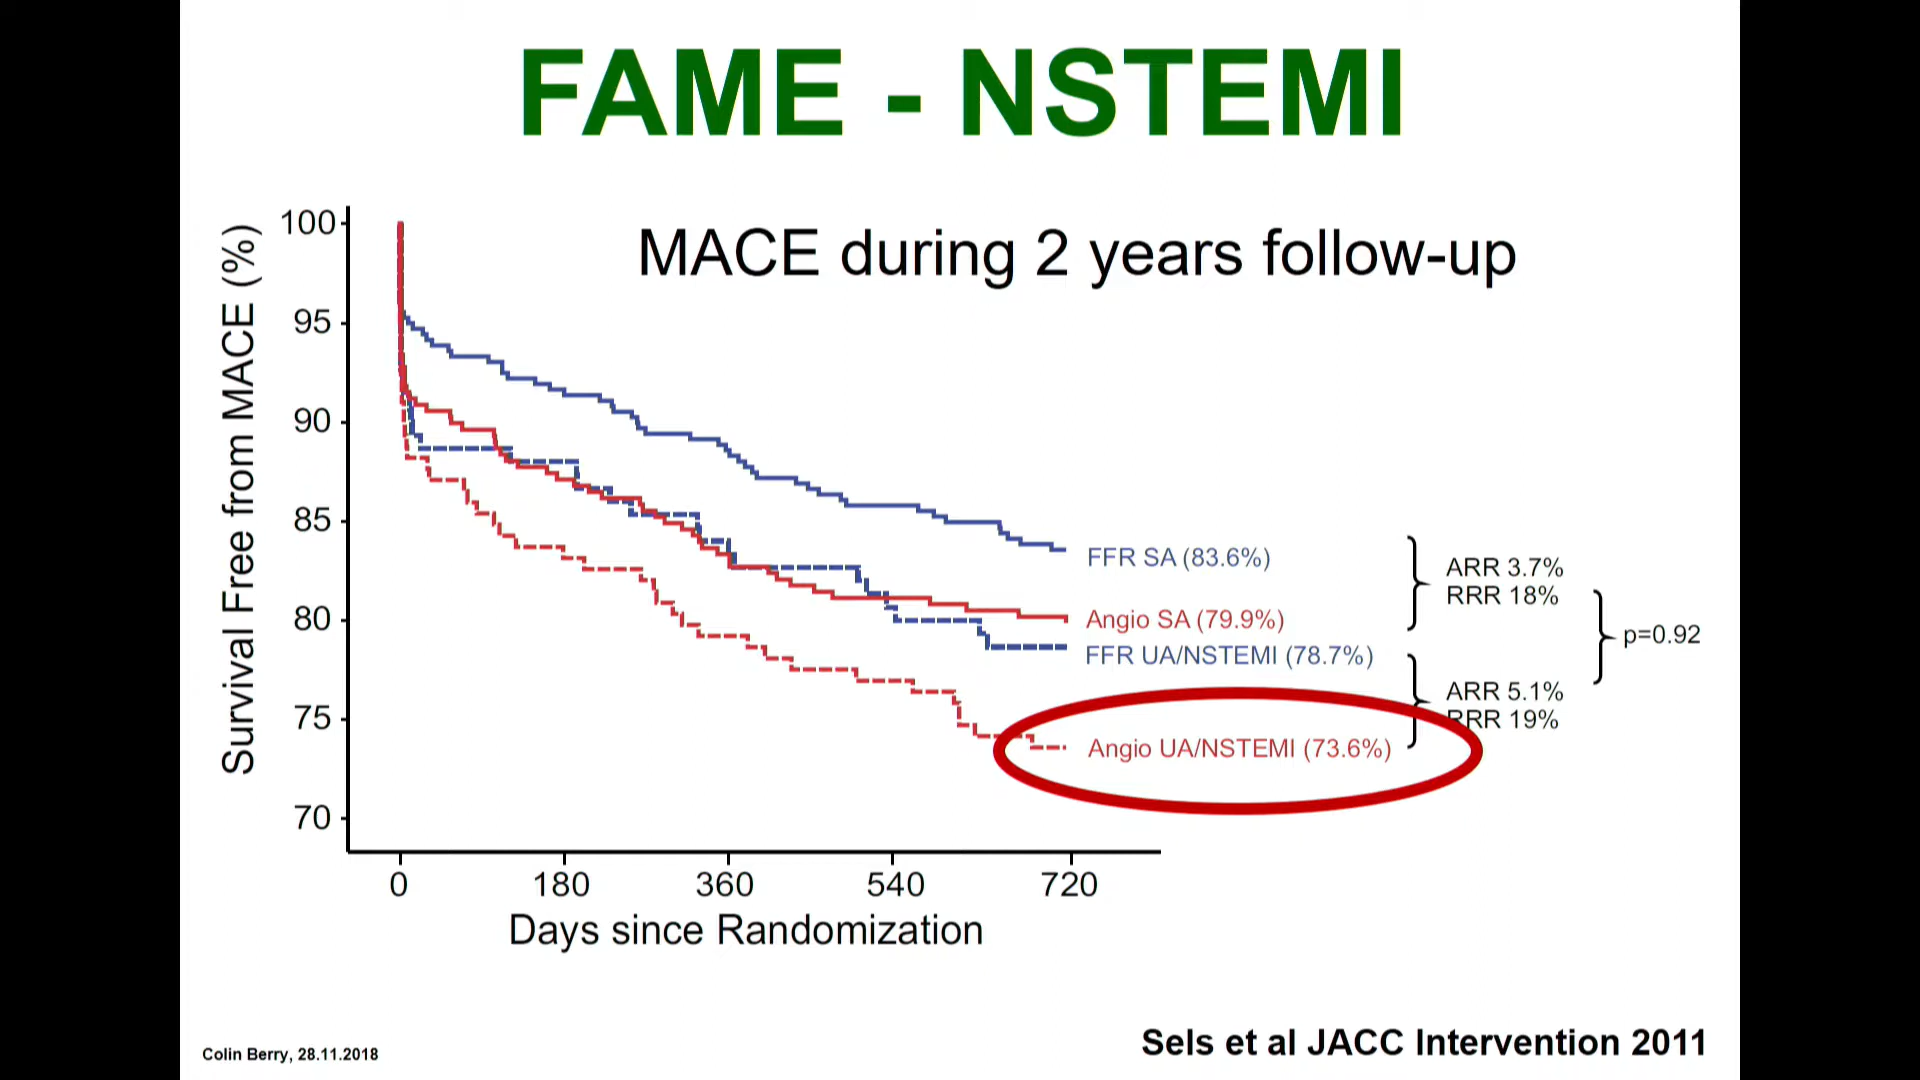 FAME - NSTEMI
MACE during 2 years follow-up
Survival Free from MACE (%)
100
95
90
85
80
75
70
FFR SA (83.6%)
Angio SA (79.9%)
FFR UA/NSTEMI (78.7%)
Angio UA/NSTEMI (73.6%)
ARR 3.7%
RRR 18%
p=0.92
ARR 5.1%
RRR 19%
0 180 360 540 720
Days since Randomization
Colin Berry, 28.11.2018
Sels et al JACC Intervention 2011